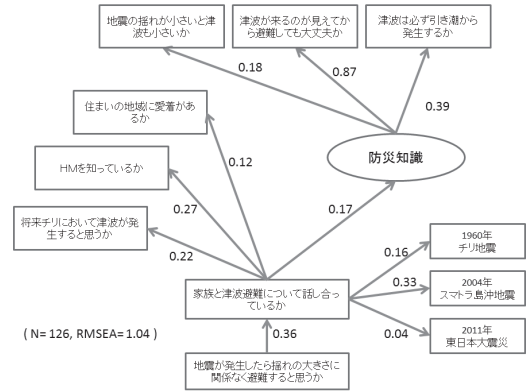 地震の揺れが小さいと津
波も小さいか
津波が来るのが見えてか
ら避難しても大丈夫か
津波は必ず引き潮から
発生するか
0.18
0.87
0.39
住まいの地域に愛着があ
るか
防災知識
0.12
HMを知っているか
0.27
0.17
将来チリにおいて津波が発
生すると思うか
0.22
0.16
1960年
チリ地震
家族と津波避難について話し合っ
ているか
0.33
2004年
スマトラ島沖地震
0.04
2011年
東日本大震災
( N= 126, RMSEA= 1.04 )
0.36
地震が発生したら揺れの大きさに
関係なく避難すると思うか